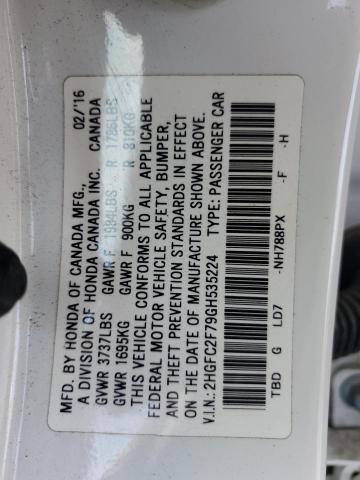 MFD. BY HONDA OF CANADA MFG., 02/'16
A DIVISION OF HONDA CANADA INC. CANADA
GVWR 3737LBS GAWR F 1984LBS R 1786LBS
GVWR 1695KG GAWR F 900KG R 810KG
THIS VEHICLE CONFORMS TO ALL APPLICABLE
FEDERAL MOTOR VEHICLE SAFETY, BUMPER,
AND THEFT PREVENTION STANDARDS IN EFFECT
ON THE DATE OF MANUFACTURE SHOWN ABOVE.
V.I.N.: 2HGFC2F79GH535224 TYPE: PASSENGER CAR
TBD G LD7 -NH788PX -F -H